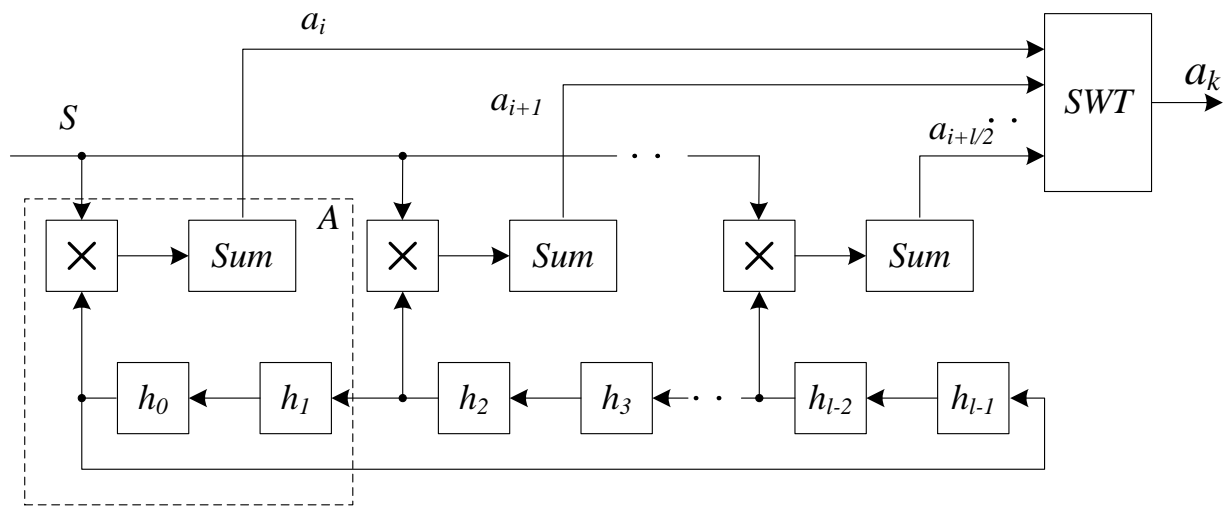 a_i
a_{i+1}
SWT
a_k
S
. .
a_{i+l/2}
. .
A
× Sum × Sum × Sum
h_0 h_1 h_2 h_3 . . h_{l-2} h_{l-1}